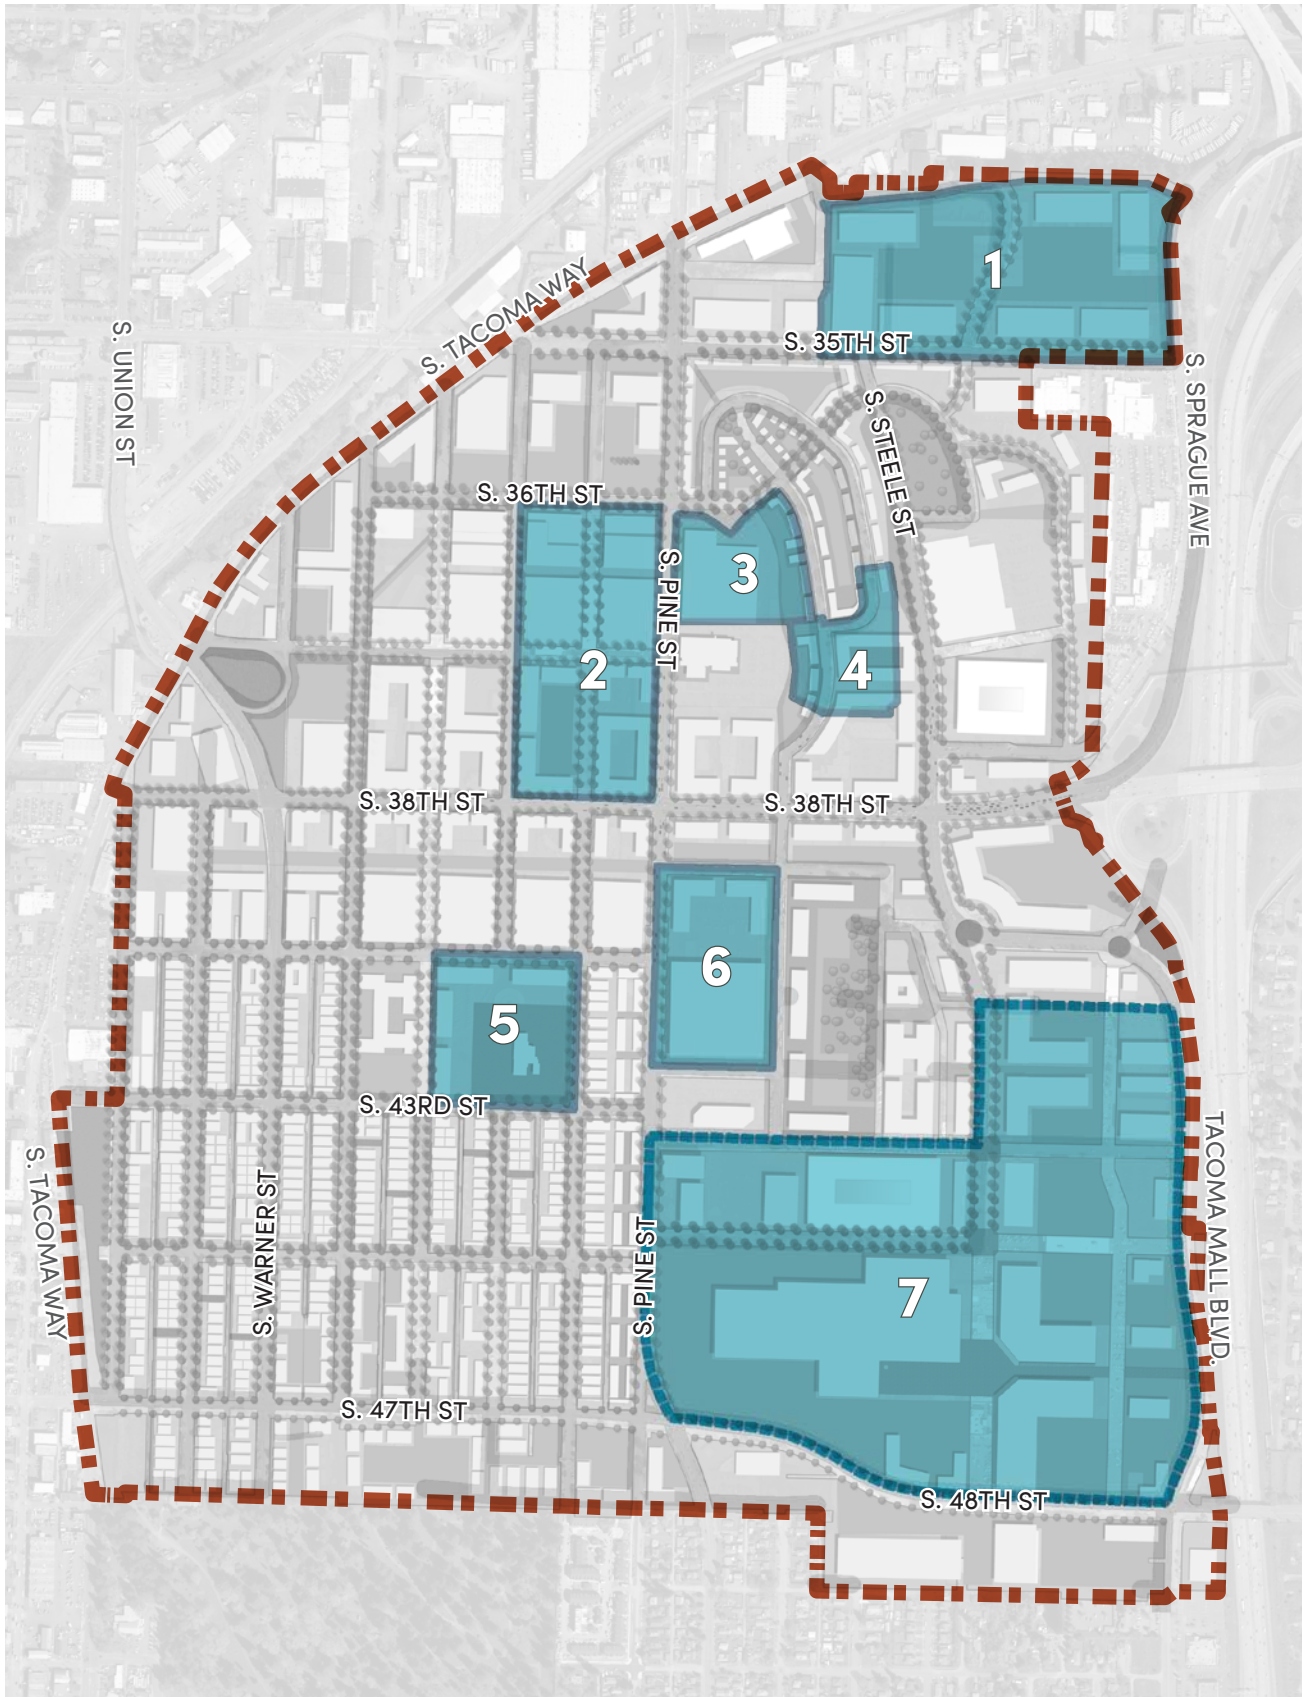 1
S. TACOMA WAY
S. UNION ST
S. 35TH ST
S. SPRAGUE AVE
S. STEELE ST
S. 36TH ST
3
S. PINE ST
2
4
S. 38TH ST
S. 38TH ST
6
5
S. 43RD ST
S. TACOMA WAY
S. WARNER ST
S. PINE ST
TACOMA MALL BLVD.
7
S. 47TH ST
S. 48TH ST